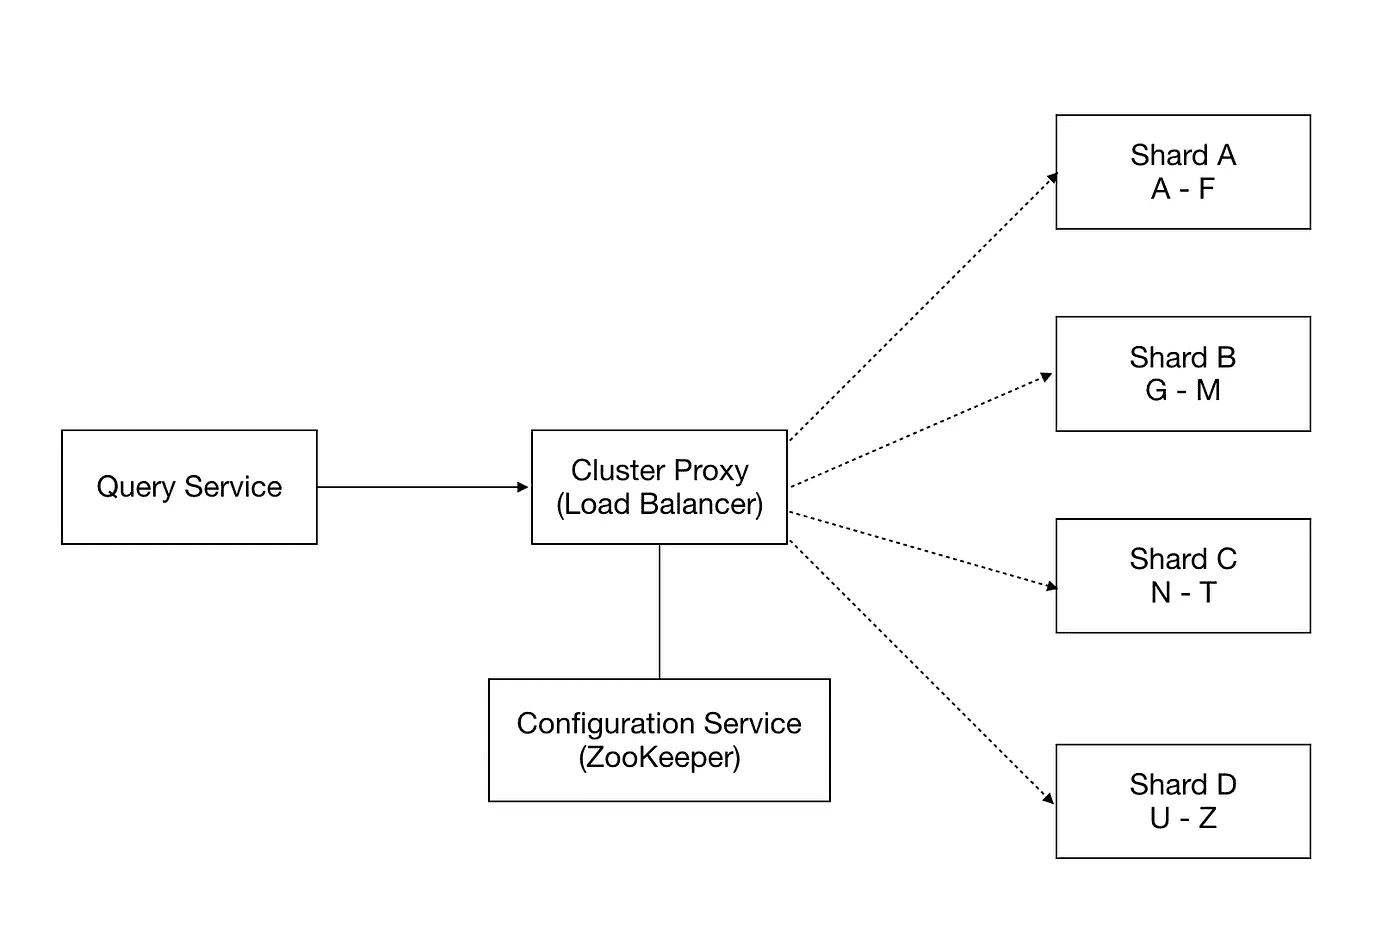 Query Service
Cluster Proxy
(Load Balancer)
Configuration Service
(ZooKeeper)
Shard A
A - F
Shard B
G - M
Shard C
N - T
Shard D
U - Z